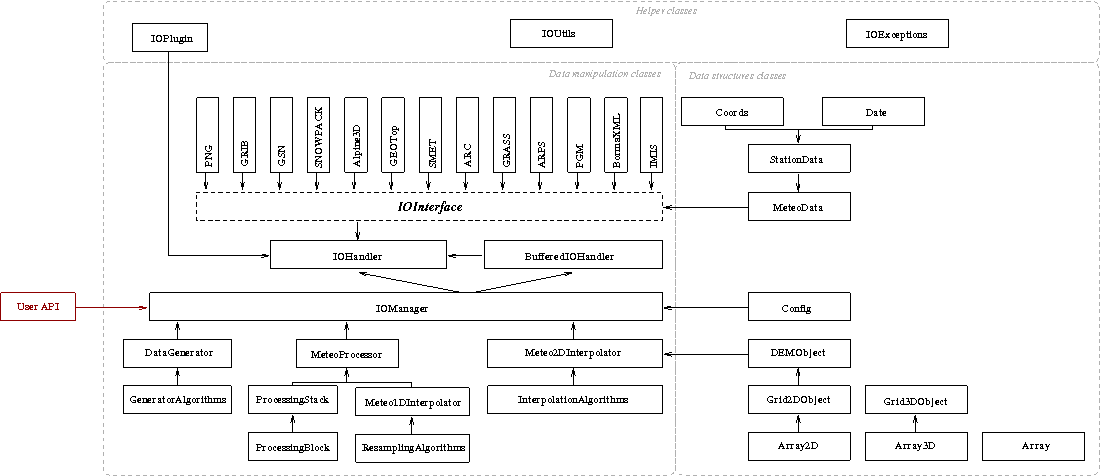 Helper classes
IOPlugin
IOUtils
IOExceptions
Data manipulation classes
Data structures classes
PNG
GRIB
GSN
SNOWPACK
Alpine3D
GEOTop
SMET
ARC
GRASS
ARPS
PGM
BormaXML
IMIS
Coords
Date
StationData
IOInterface
MeteoData
IOHandler
BufferedIOHandler
User API
IOManager
Config
DataGenerator
MeteoProcessor
Meteo2DInterpolator
DEMObject
GeneratorAlgorithms
ProcessingStack
Meteo1DInterpolator
InterpolationAlgorithms
Grid2DObject
Grid3DObject
ProcessingBlock
ResamplingAlgorithms
Array2D
Array3D
Array